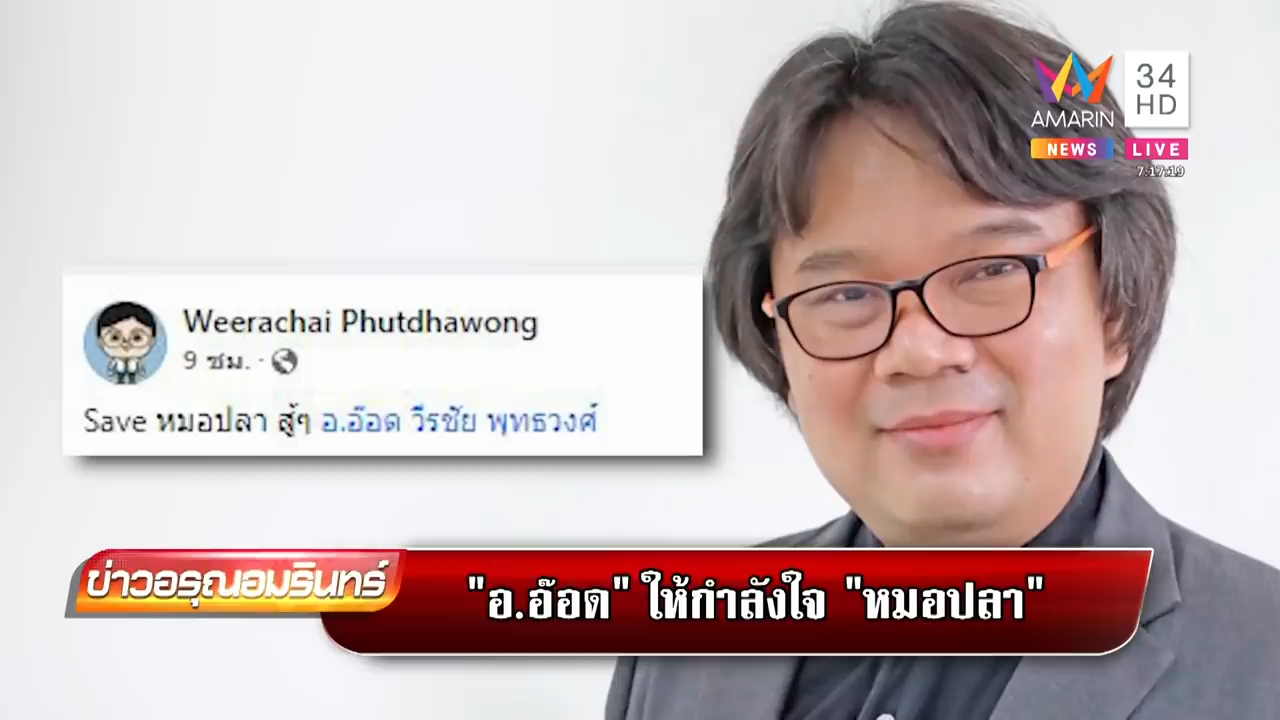 AMARIN
34
HD
NEWS
LIVE
7:17:19
Weerachai Phutdhawong
9 ชม. ·
Save หมอปลา สู้ๆ อ.อ๊อด วีรชัย พุทธวงศ์
ข่าวอรุณอมรินทร์
"อ.อ๊อด" ให้กำลังใจ "หมอปลา"